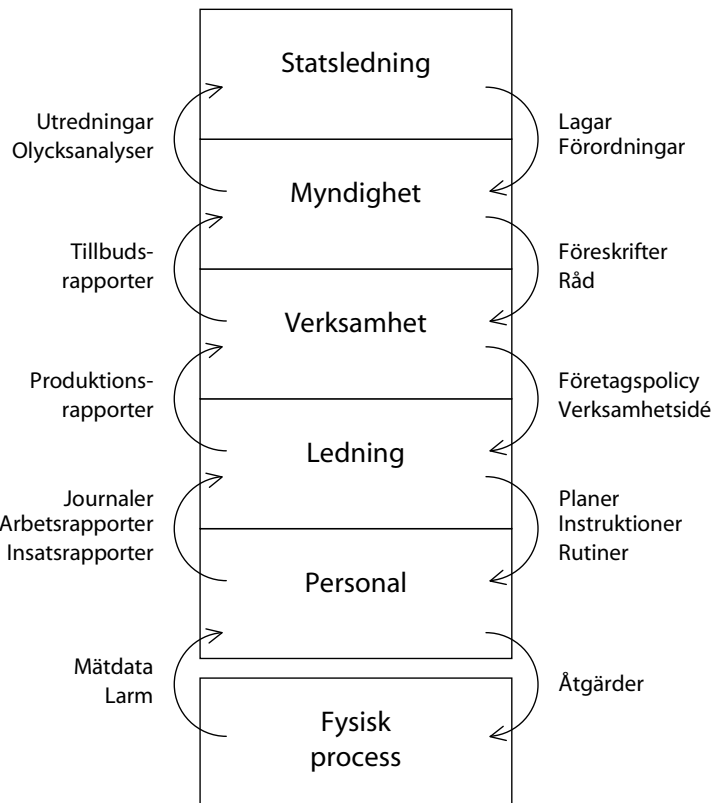 Statsledning
Utredningar
Olycksanalyser
Lagar
Förordningar
Myndighet
Tillbuds-
rapporter
Föreskrifter
Råd
Verksamhet
Produktions-
rapporter
Företagspolicy
Verksamhetsidé
Ledning
Journaler
Arbetsrapporter
Insatsrapporter
Planer
Instruktioner
Rutiner
Personal
Mätdata
Larm
Åtgärder
Fysisk
process